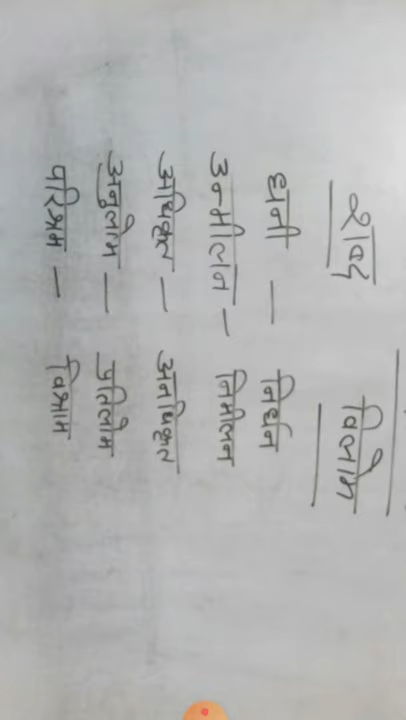 शब्द विलोम
धनी — निर्धन
उन्मीलन — निमीलन
अधिकृत — अनधिकृत
अनुलोम — प्रतिलोम
परिश्रम — विश्राम